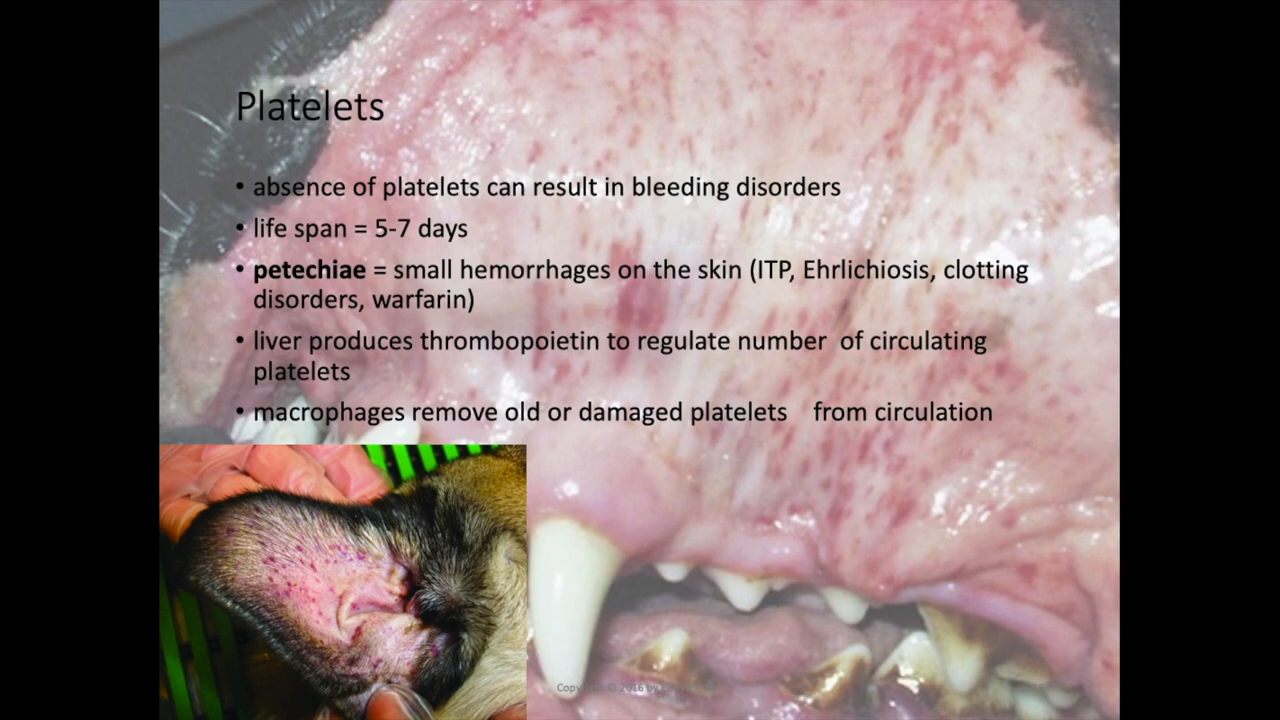 Platelets
• absence of platelets can result in bleeding disorders
• life span = 5-7 days
• petechiae = small hemorrhages on the skin (ITP, Ehrlichiosis, clotting
disorders, warfarin)
• liver produces thrombopoietin to regulate number of circulating
platelets
• macrophages remove old or damaged platelets from circulation
© 2016 by